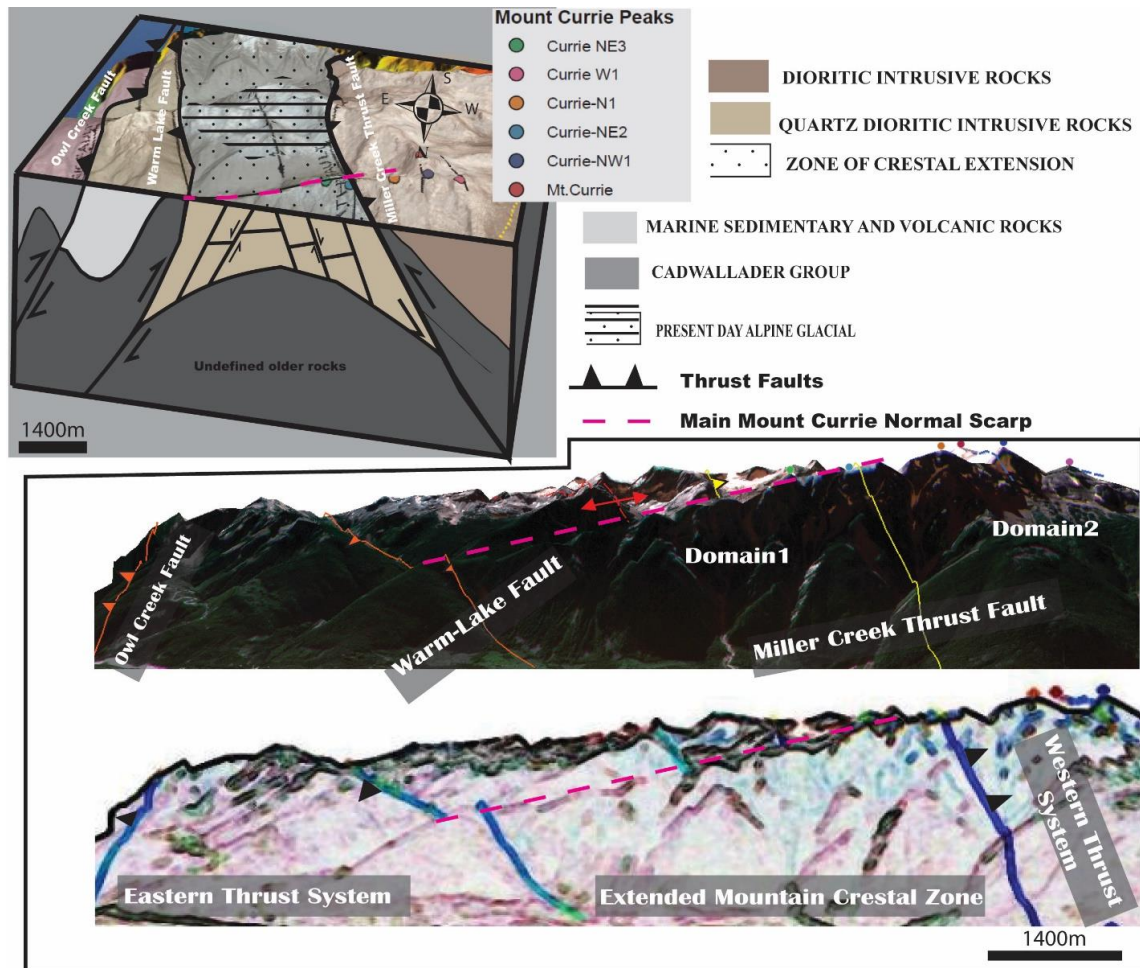 Mount Currie Peaks
Currie NE3
Currie W1
Currie-N1
Currie-NE2
Currie-NW1
Mt.Currie
Owl Creek Fault
Warm Lake Fault
Miller Creek Thrust Fault
S
E
W
N
Undefined older rocks
1400m
DIORITIC INTRUSIVE ROCKS
QUARTZ DIORITIC INTRUSIVE ROCKS
ZONE OF CRESTAL EXTENSION
MARINE SEDIMENTARY AND VOLCANIC ROCKS
CADWALLADER GROUP
PRESENT DAY ALPINE GLACIAL
Thrust Faults
Main Mount Currie Normal Scarp
Owl Creek Fault
Warm-Lake Fault
Domain1
Miller Creek Thrust Fault
Domain2
Eastern Thrust System
Extended Mountain Crestal Zone
Western Thrust
System
1400m